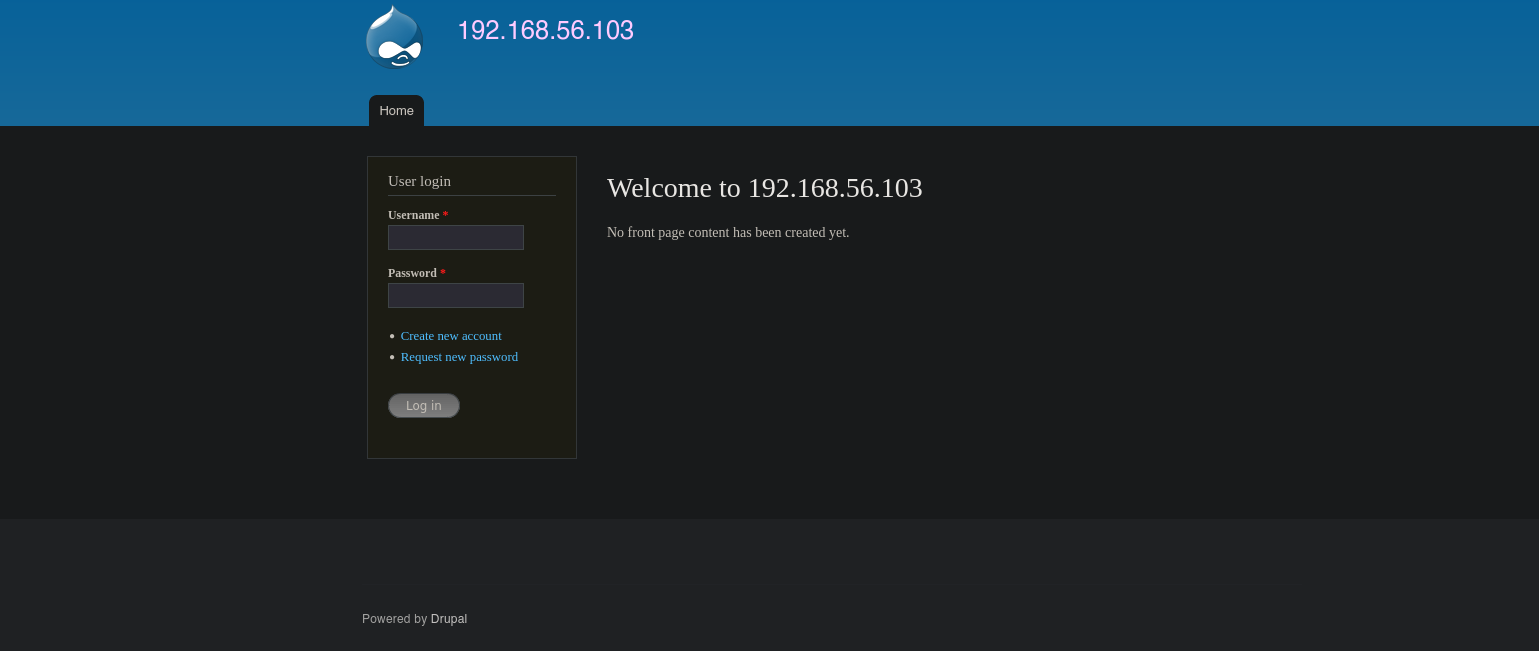 192.168.56.103
Home
User login
Username *
Password *
Create new account
Request new password
Log in
Welcome to 192.168.56.103
No front page content has been created yet.
Powered by Drupal